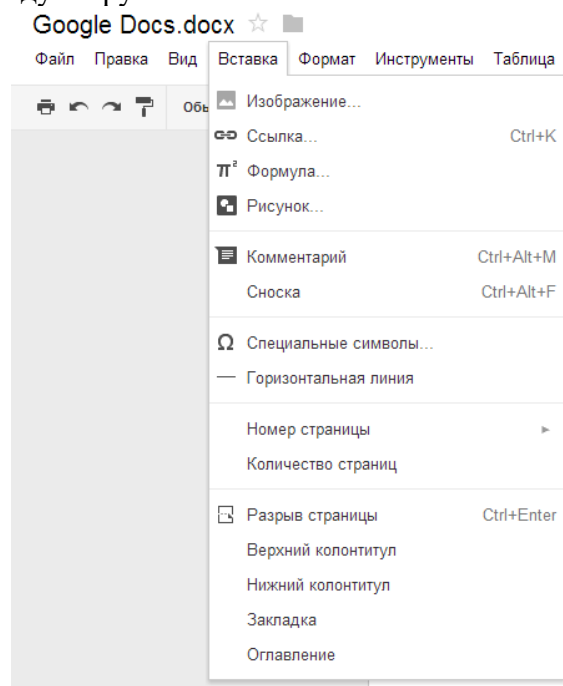 Google Docs.docx
Файл Правка Вид Вставка Формат Инструменты Таблица
Изображение...
Ссылка... Ctrl+K
Формула...
Рисунок...
Комментарий Ctrl+Alt+M
Сноска Ctrl+Alt+F
Специальные символы...
Горизонтальная линия
Номер страницы
Количество страниц
Разрыв страницы Ctrl+Enter
Верхний колонтитул
Нижний колонтитул
Закладка
Оглавление